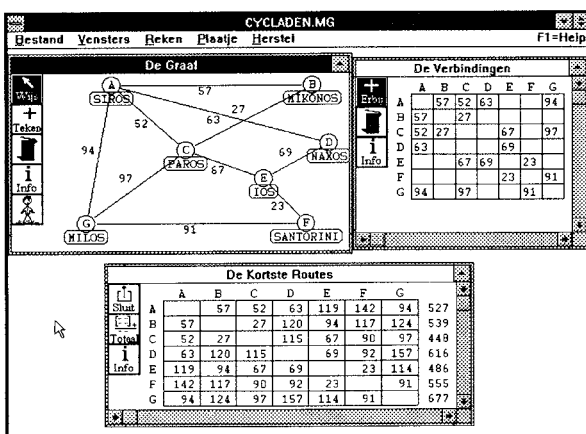 CYCLADEN.MG
Bestand Vensters Reken Plaatje Herstel F1=Help
De Graaf
Wijs
Teken
Info
A
SIROS
57
B
MIKONOS
27
63
52
D
NAXOS
C
PAROS
69
67
94
E
IOS
97
23
G
MILOS
91
F
SANTORINI
De Verbindingen
Erbij
Info
A B C D E F G
A 57 52 63 94
B 57 27
C 52 27 67 97
D 63 69
E 67 69 23
F 23 91
G 94 97 91
De Kortste Routes
Sluit
Totaal
Info
A B C D E F G
A 57 52 63 119 142 94 527
B 57 27 120 94 117 124 539
C 52 27 115 67 90 97 448
D 63 120 115 69 92 157 616
E 119 94 67 69 23 114 486
F 142 117 90 92 23 91 555
G 94 124 97 157 114 91 677